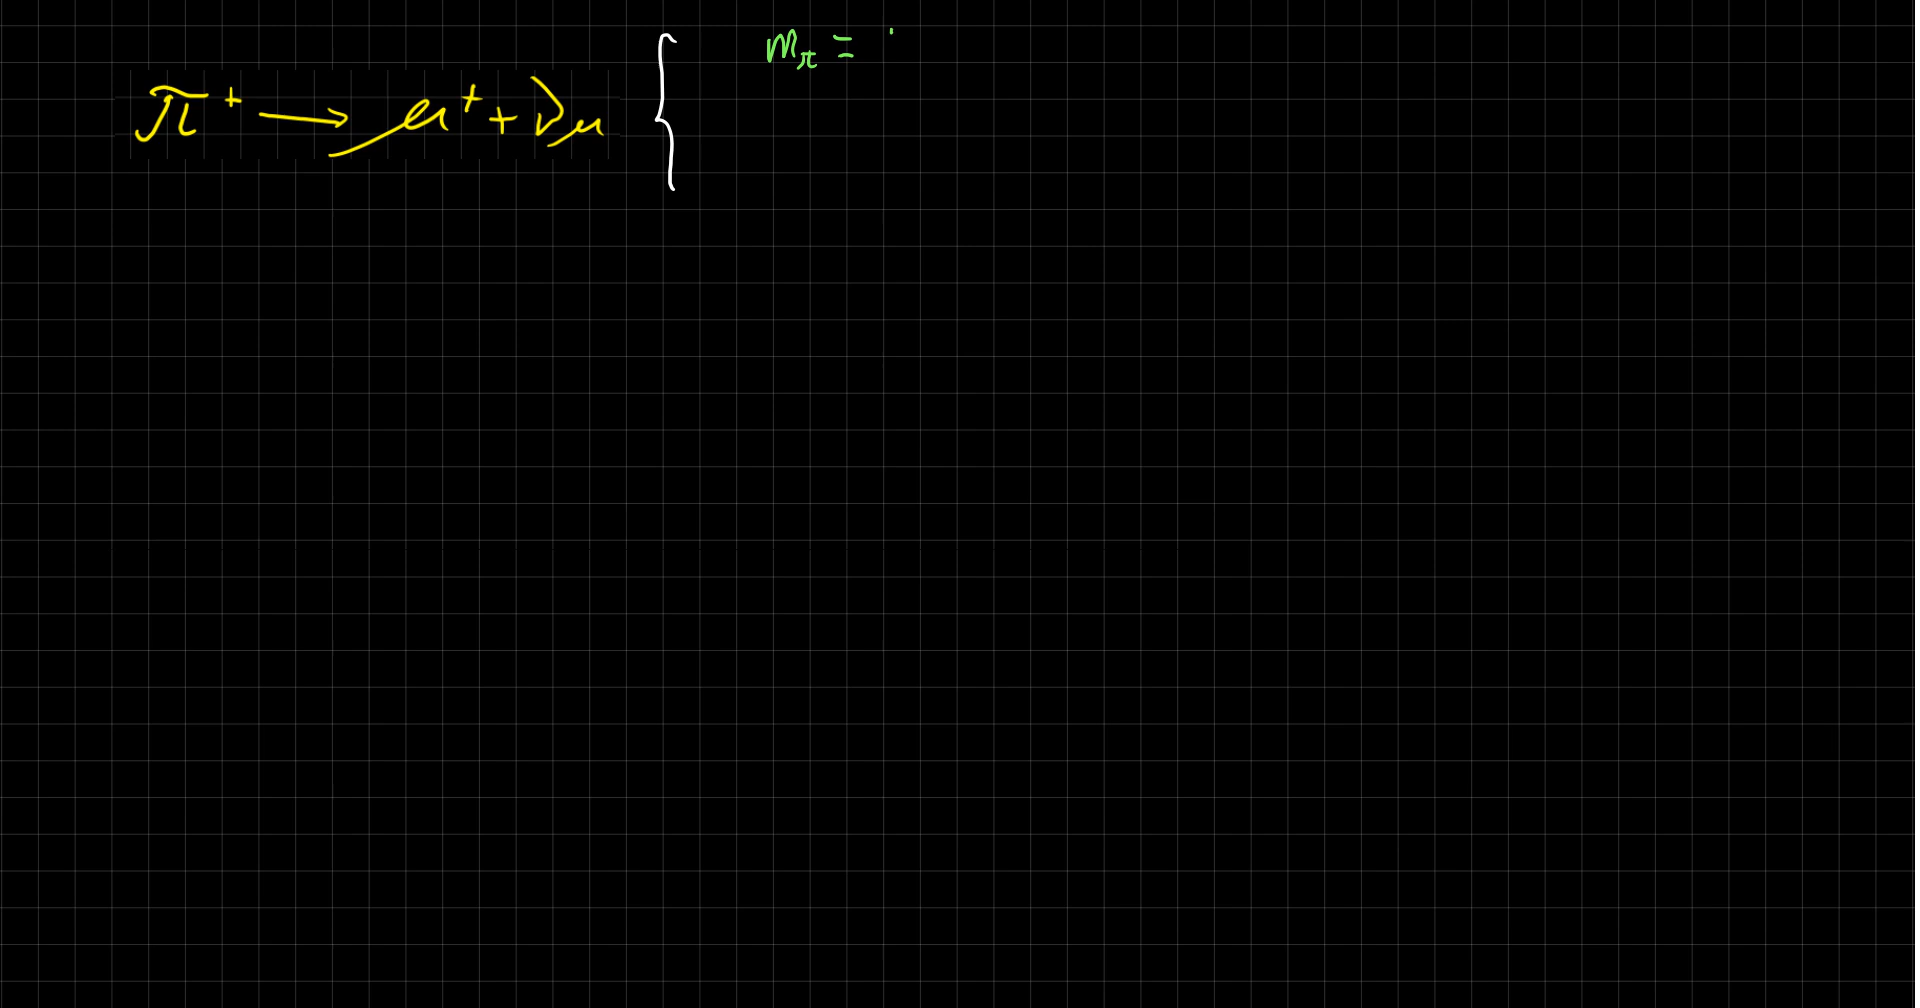 π⁺ → μ⁺ + ν_μ {
m_π =